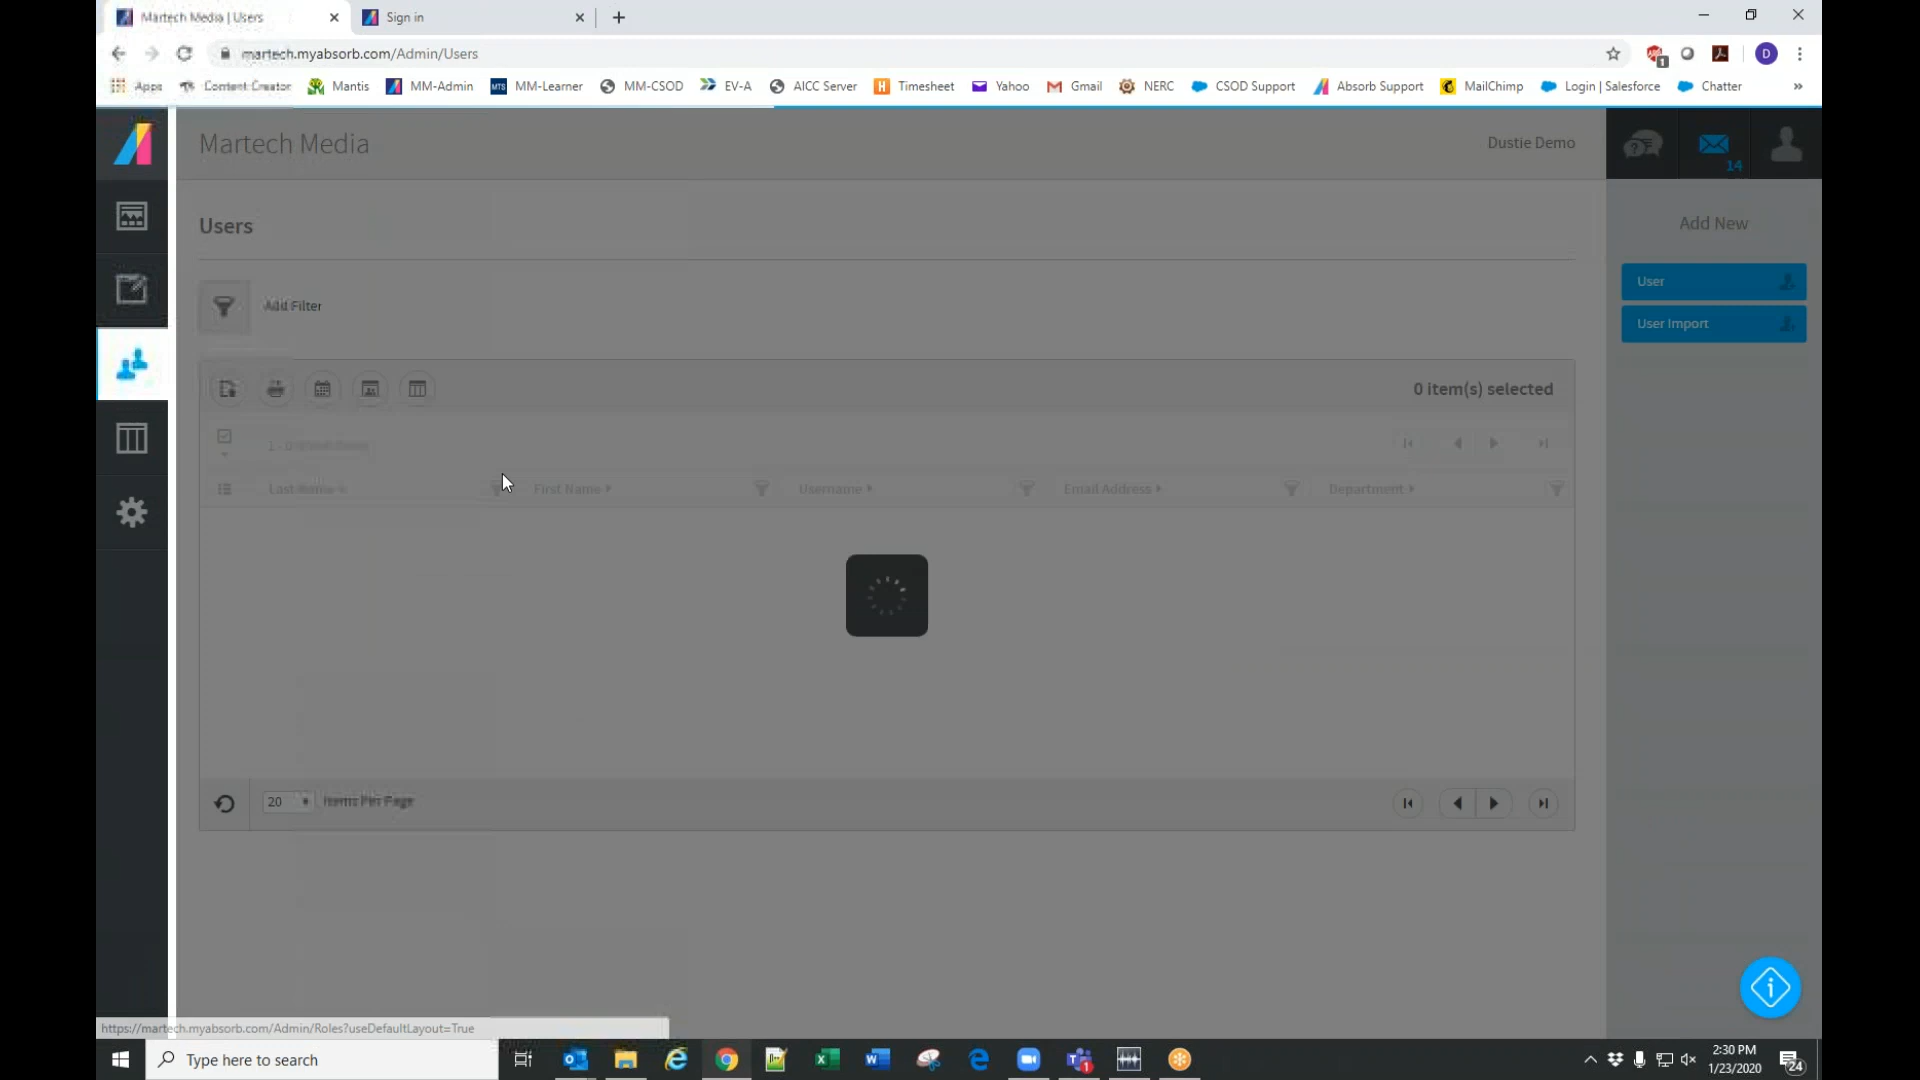 Martech Media | Users
Sign in
martech.myabsorb.com/Admin/Users
Apps Content Creator Mantis MM-Admin MTS MM-Learner MM-CSOD EV-A AICC Server Timesheet Yahoo Gmail NERC CSOD Support Absorb Support MailChimp Login | Salesforce Chatter »
Martech Media
Dustie Demo
14
Users
Add New
User
User Import
Add Filter
0 item(s) selected
Last Name First Name Username Email Address Department
20 Items Per Page
https://martech.myabsorb.com/Admin/Roles?useDefaultLayout=True
Type here to search
2:30 PM
1/23/2020
24